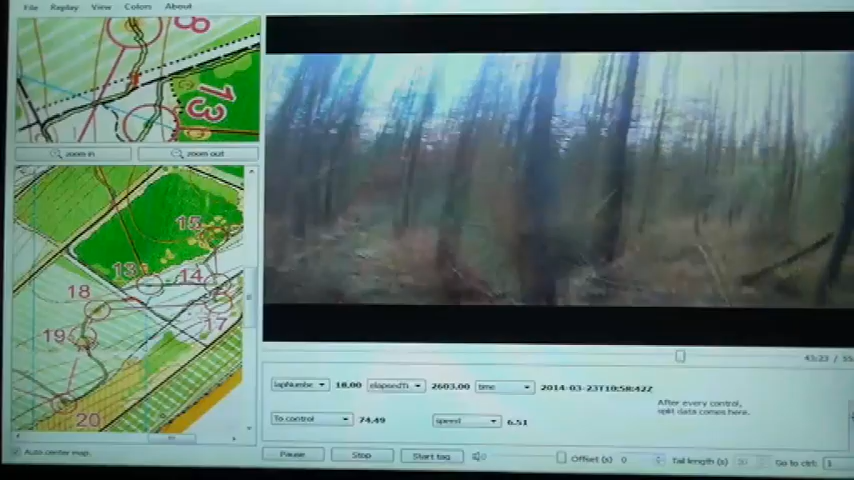 File Replay View Colors About
8
13
zoom in zoom out
15
13 14
18
17
19
20
43:23 / 55
lapNumbe 18.00 elapsedTi 2603.00 time 2014-03-23T10:58:42Z
After every control,
split data comes here.
To control 74.49 speed 6.51
Auto center map.
Pause Stop Start tag Offset (s) 0 Tail length (s) Go to ctrl: 1